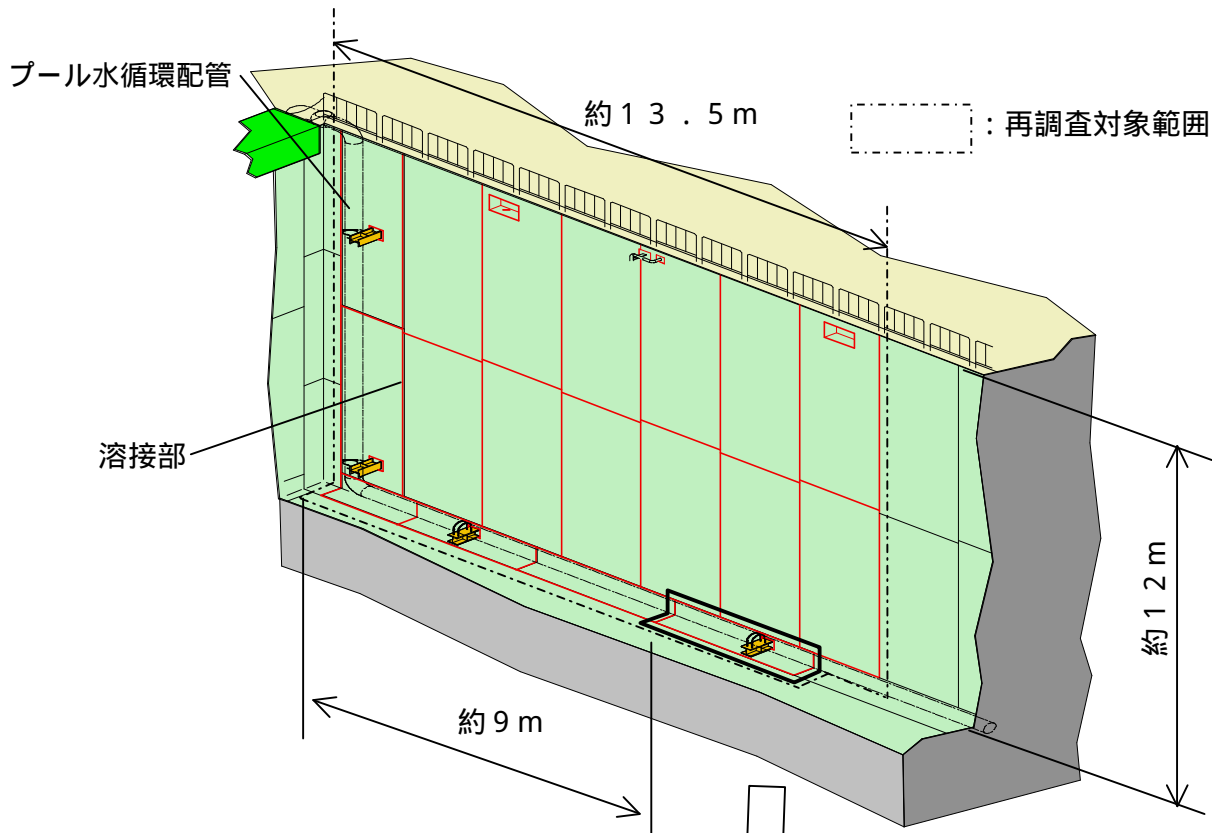 プール水循環配管
約１３．５ｍ
：再調査対象範囲
溶接部
約１２ｍ
約９ｍ